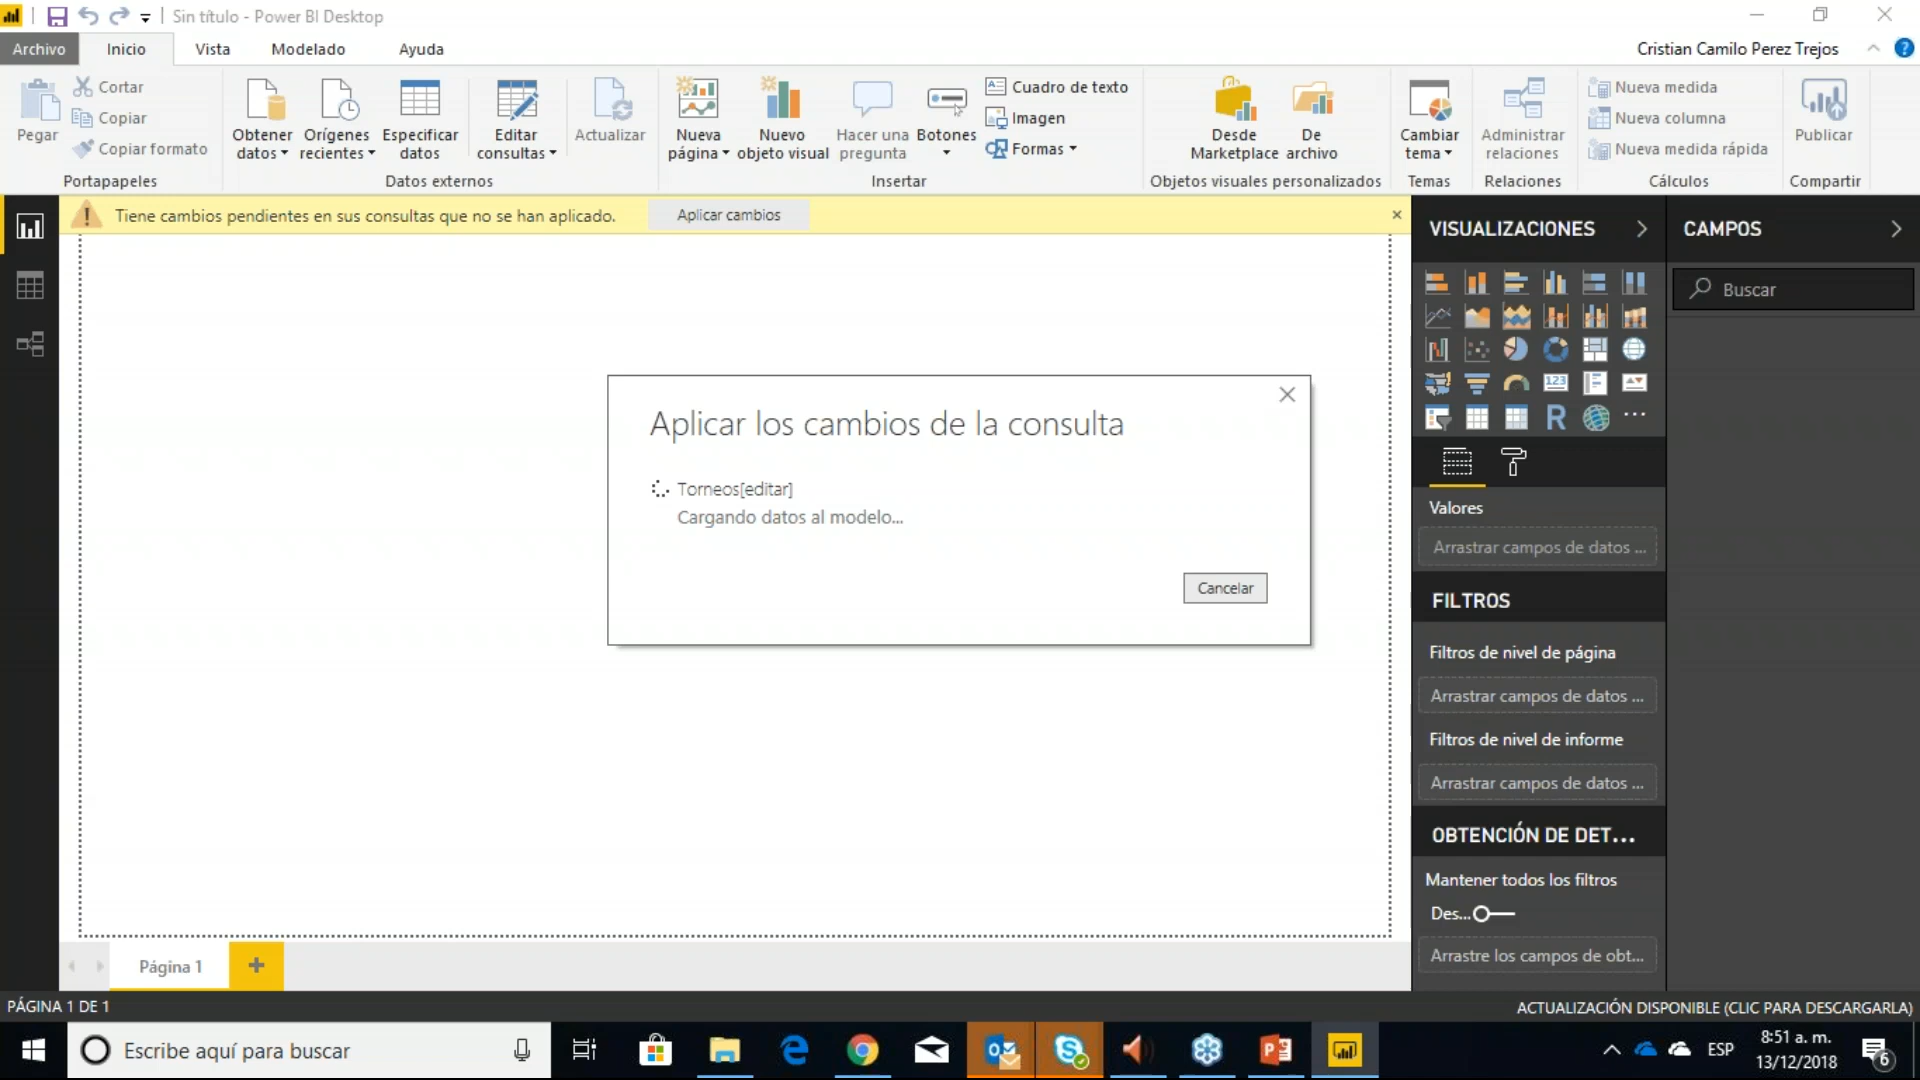 Sin título - Power BI Desktop
Archivo
Inicio
Vista
Modelado
Ayuda
Cristian Camilo Perez Trejos
?
Pegar
Cortar
Copiar
Copiar formato
Portapapeles
Obtener datos
Orígenes recientes
Especificar datos
Editar consultas
Datos externos
Actualizar
Nueva página
Nuevo objeto visual
Hacer una pregunta
Botones
Cuadro de texto
Imagen
Formas
Insertar
Desde Marketplace
De archivo
Objetos visuales personalizados
Cambiar tema
Temas
Administrar relaciones
Relaciones
Nueva medida
Nueva columna
Nueva medida rápida
Cálculos
Publicar
Compartir
Tiene cambios pendientes en sus consultas que no se han aplicado.
Aplicar cambios
VISUALIZACIONES
CAMPOS
Buscar
123
R
Aplicar los cambios de la consulta
Torneos[editar]
Cargando datos al modelo...
Cancelar
Valores
Arrastrar campos de datos ...
FILTROS
Filtros de nivel de página
Arrastrar campos de datos ...
Filtros de nivel de informe
Arrastrar campos de datos ...
OBTENCIÓN DE DET...
Mantener todos los filtros
Des...
Arrastre los campos de obt...
Página 1
+
PÁGINA 1 DE 1
ACTUALIZACIÓN DISPONIBLE (CLIC PARA DESCARGARLA)
Escribe aquí para buscar
ESP
8:51 a. m.
13/12/2018
6